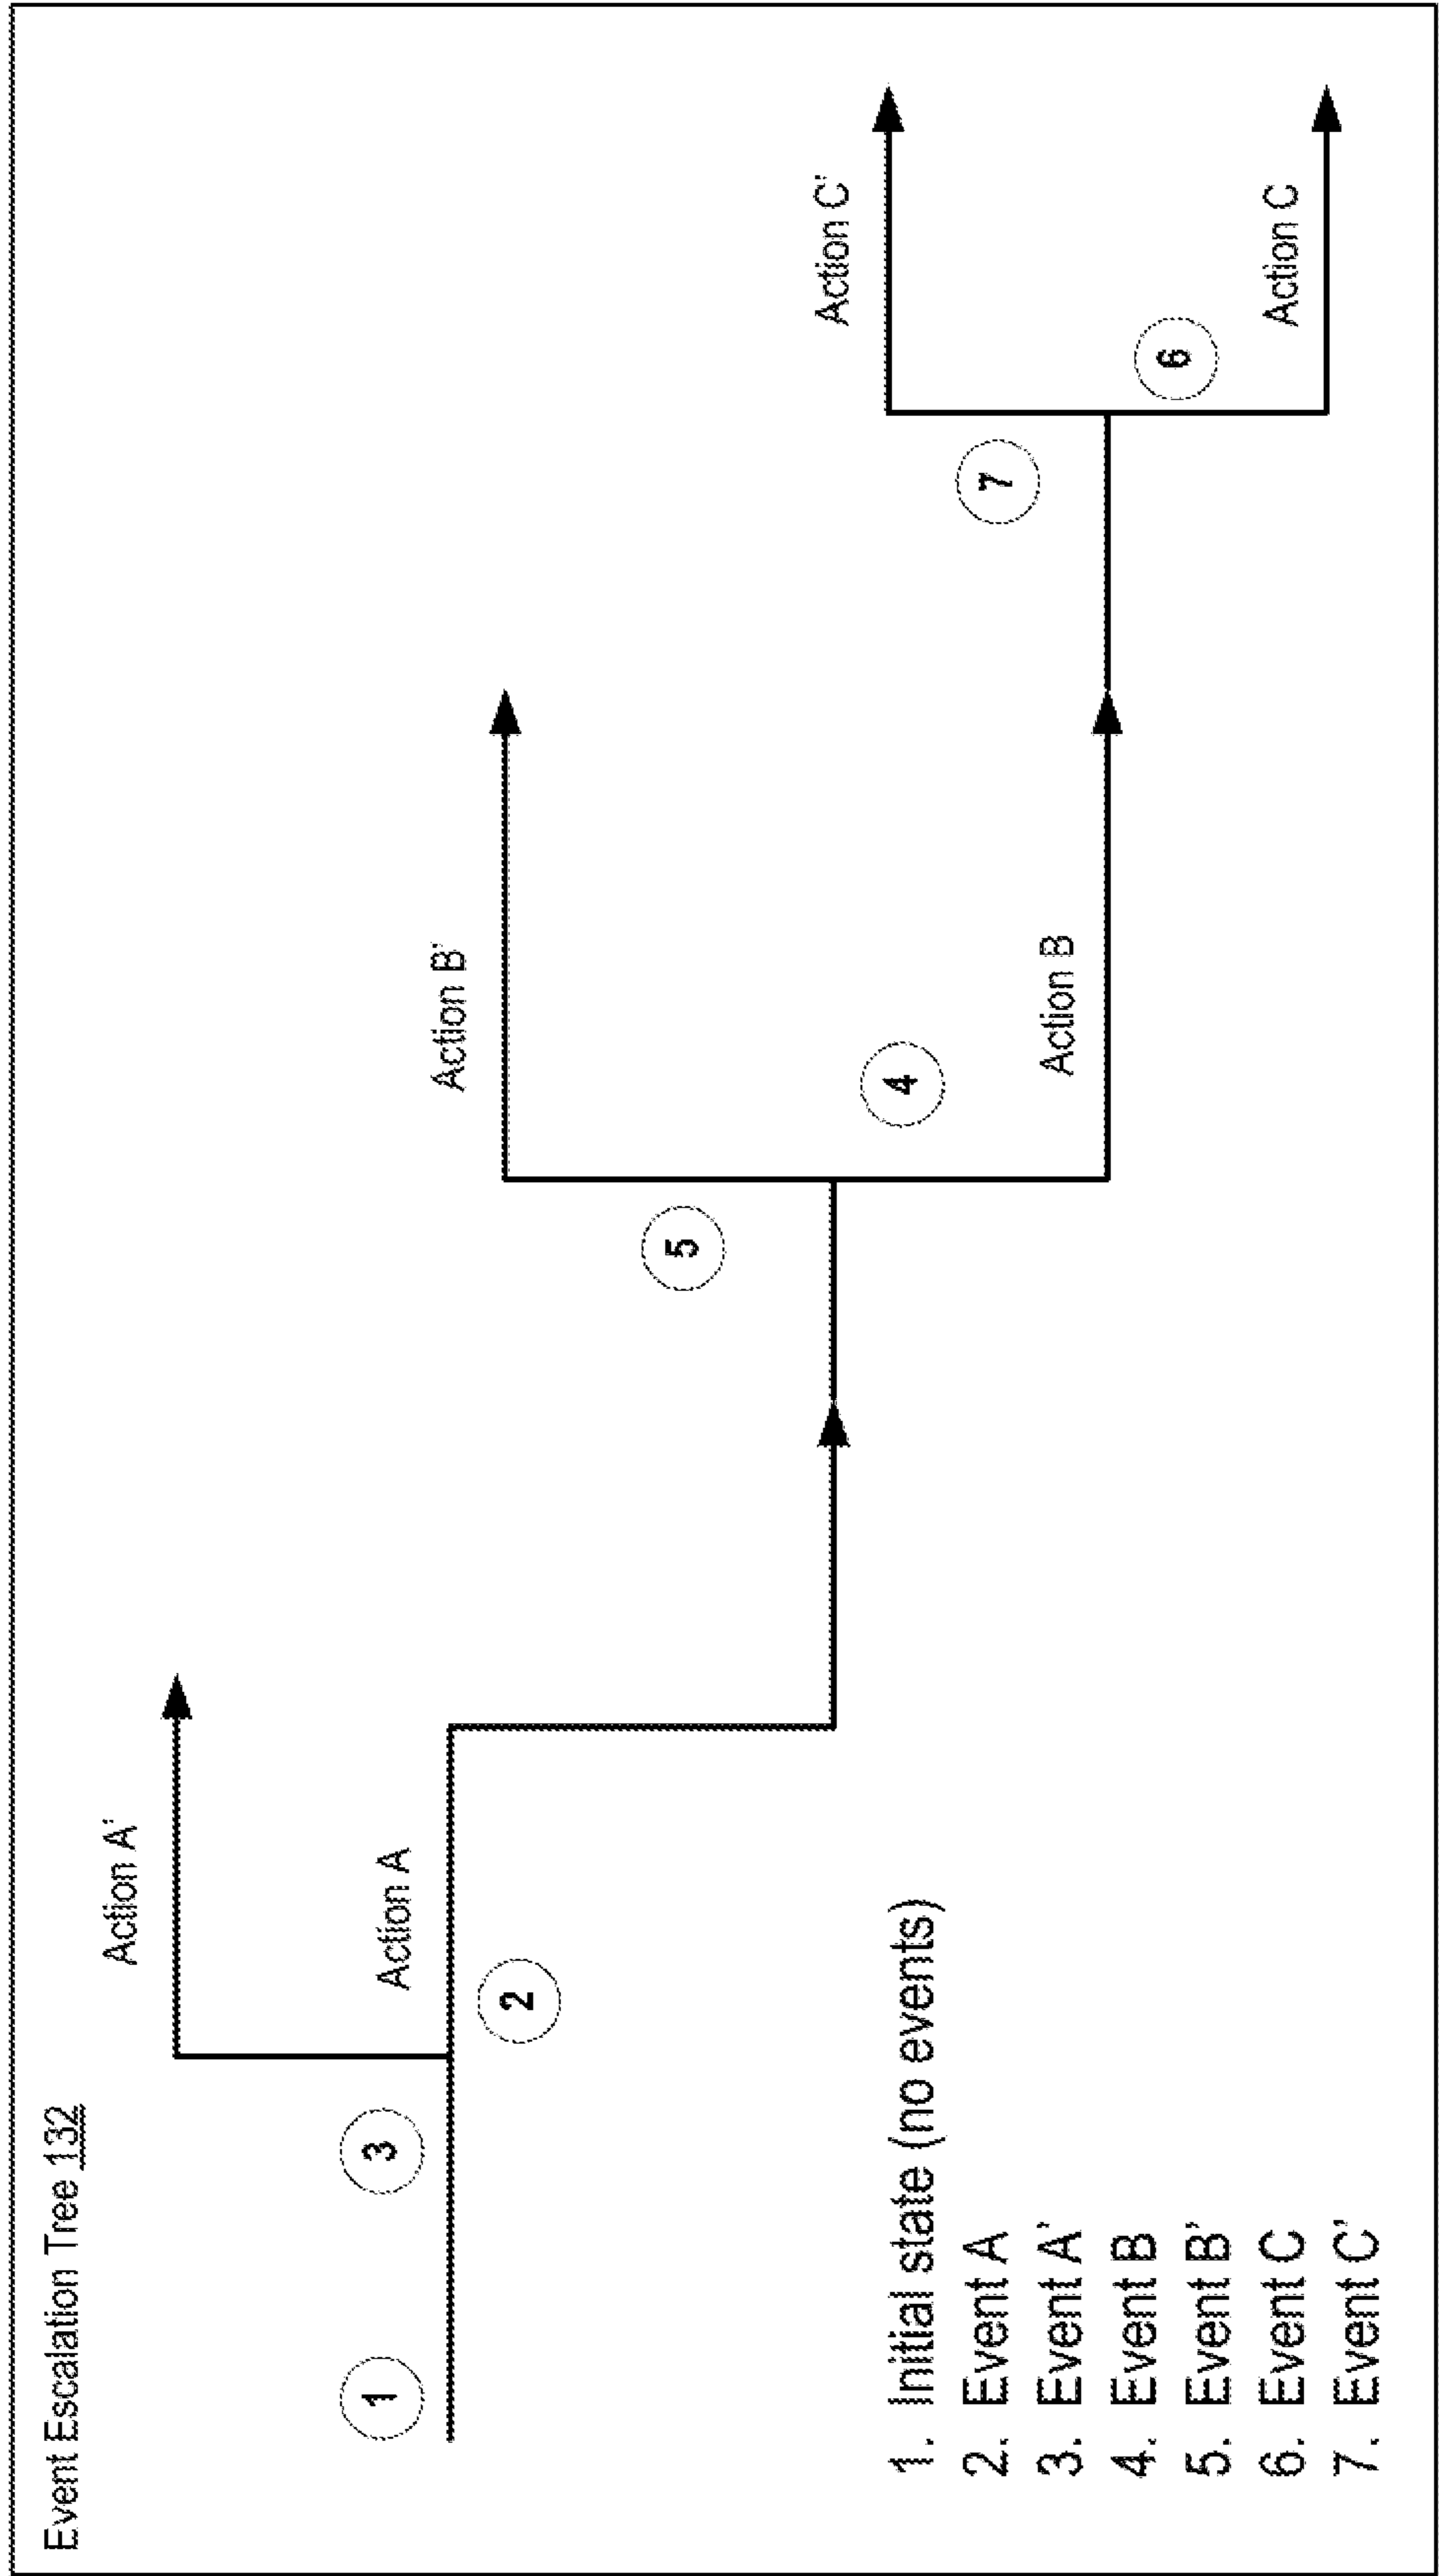 Event Escalation Tree 132
Action A'
Action A
3
1
2
Action B'
5
4
Action B
Action C'
7
6
Action C
1. Initial state (no events)
2. Event A
3. Event A'
4. Event B
5. Event B'
6. Event C
7. Event C'